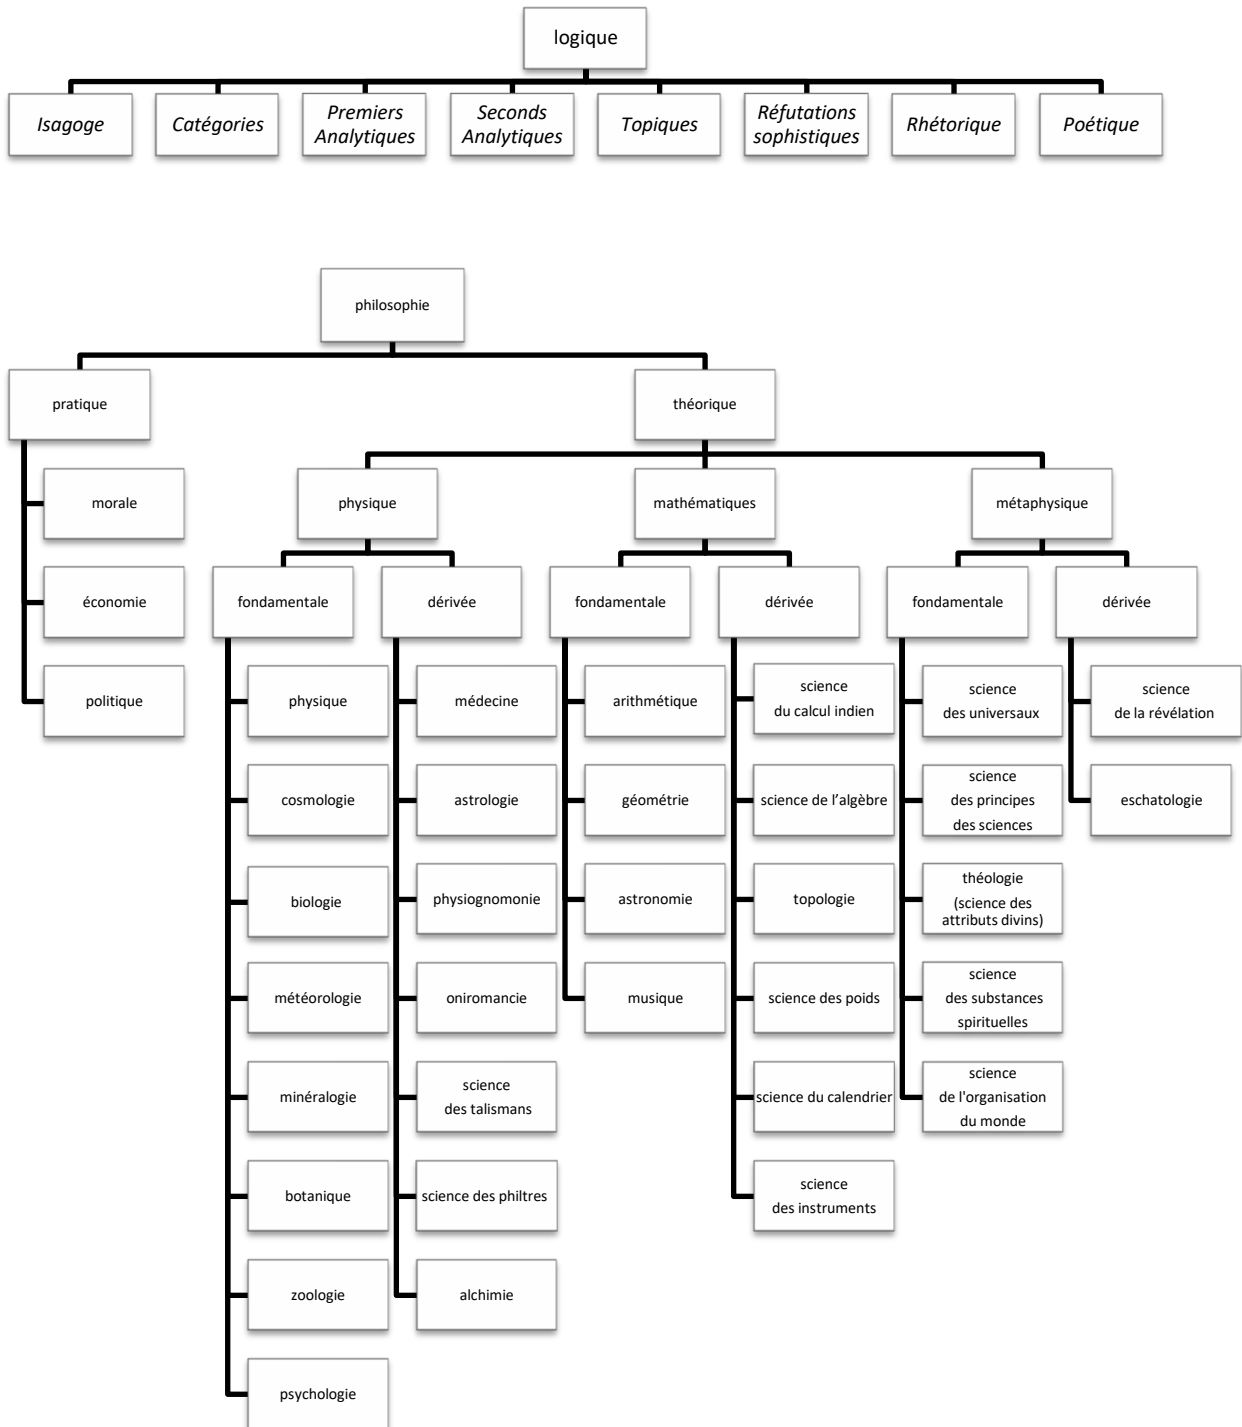 logique
Isagoge
Catégories
Premiers
Analytiques
Seconds
Analytiques
Topiques
Réfutations
sophistiques
Rhétorique
Poétique
philosophie
pratique
théorique
morale
économie
politique
physique
mathématiques
métaphysique
fondamentale
dérivée
fondamentale
dérivée
fondamentale
dérivée
physique
cosmologie
biologie
météorologie
minéralogie
botanique
zoologie
psychologie
médecine
astrologie
physiognomonie
oniromancie
science
des talismans
science des philtres
alchimie
arithmétique
géométrie
astronomie
musique
science
du calcul indien
science de l’algèbre
topologie
science des poids
science du calendrier
science
des instruments
science
des universaux
science
des principes
des sciences
théologie
(science des
attributs divins)
science
des substances
spirituelles
science
de l'organisation
du monde
science
de la révélation
eschatologie